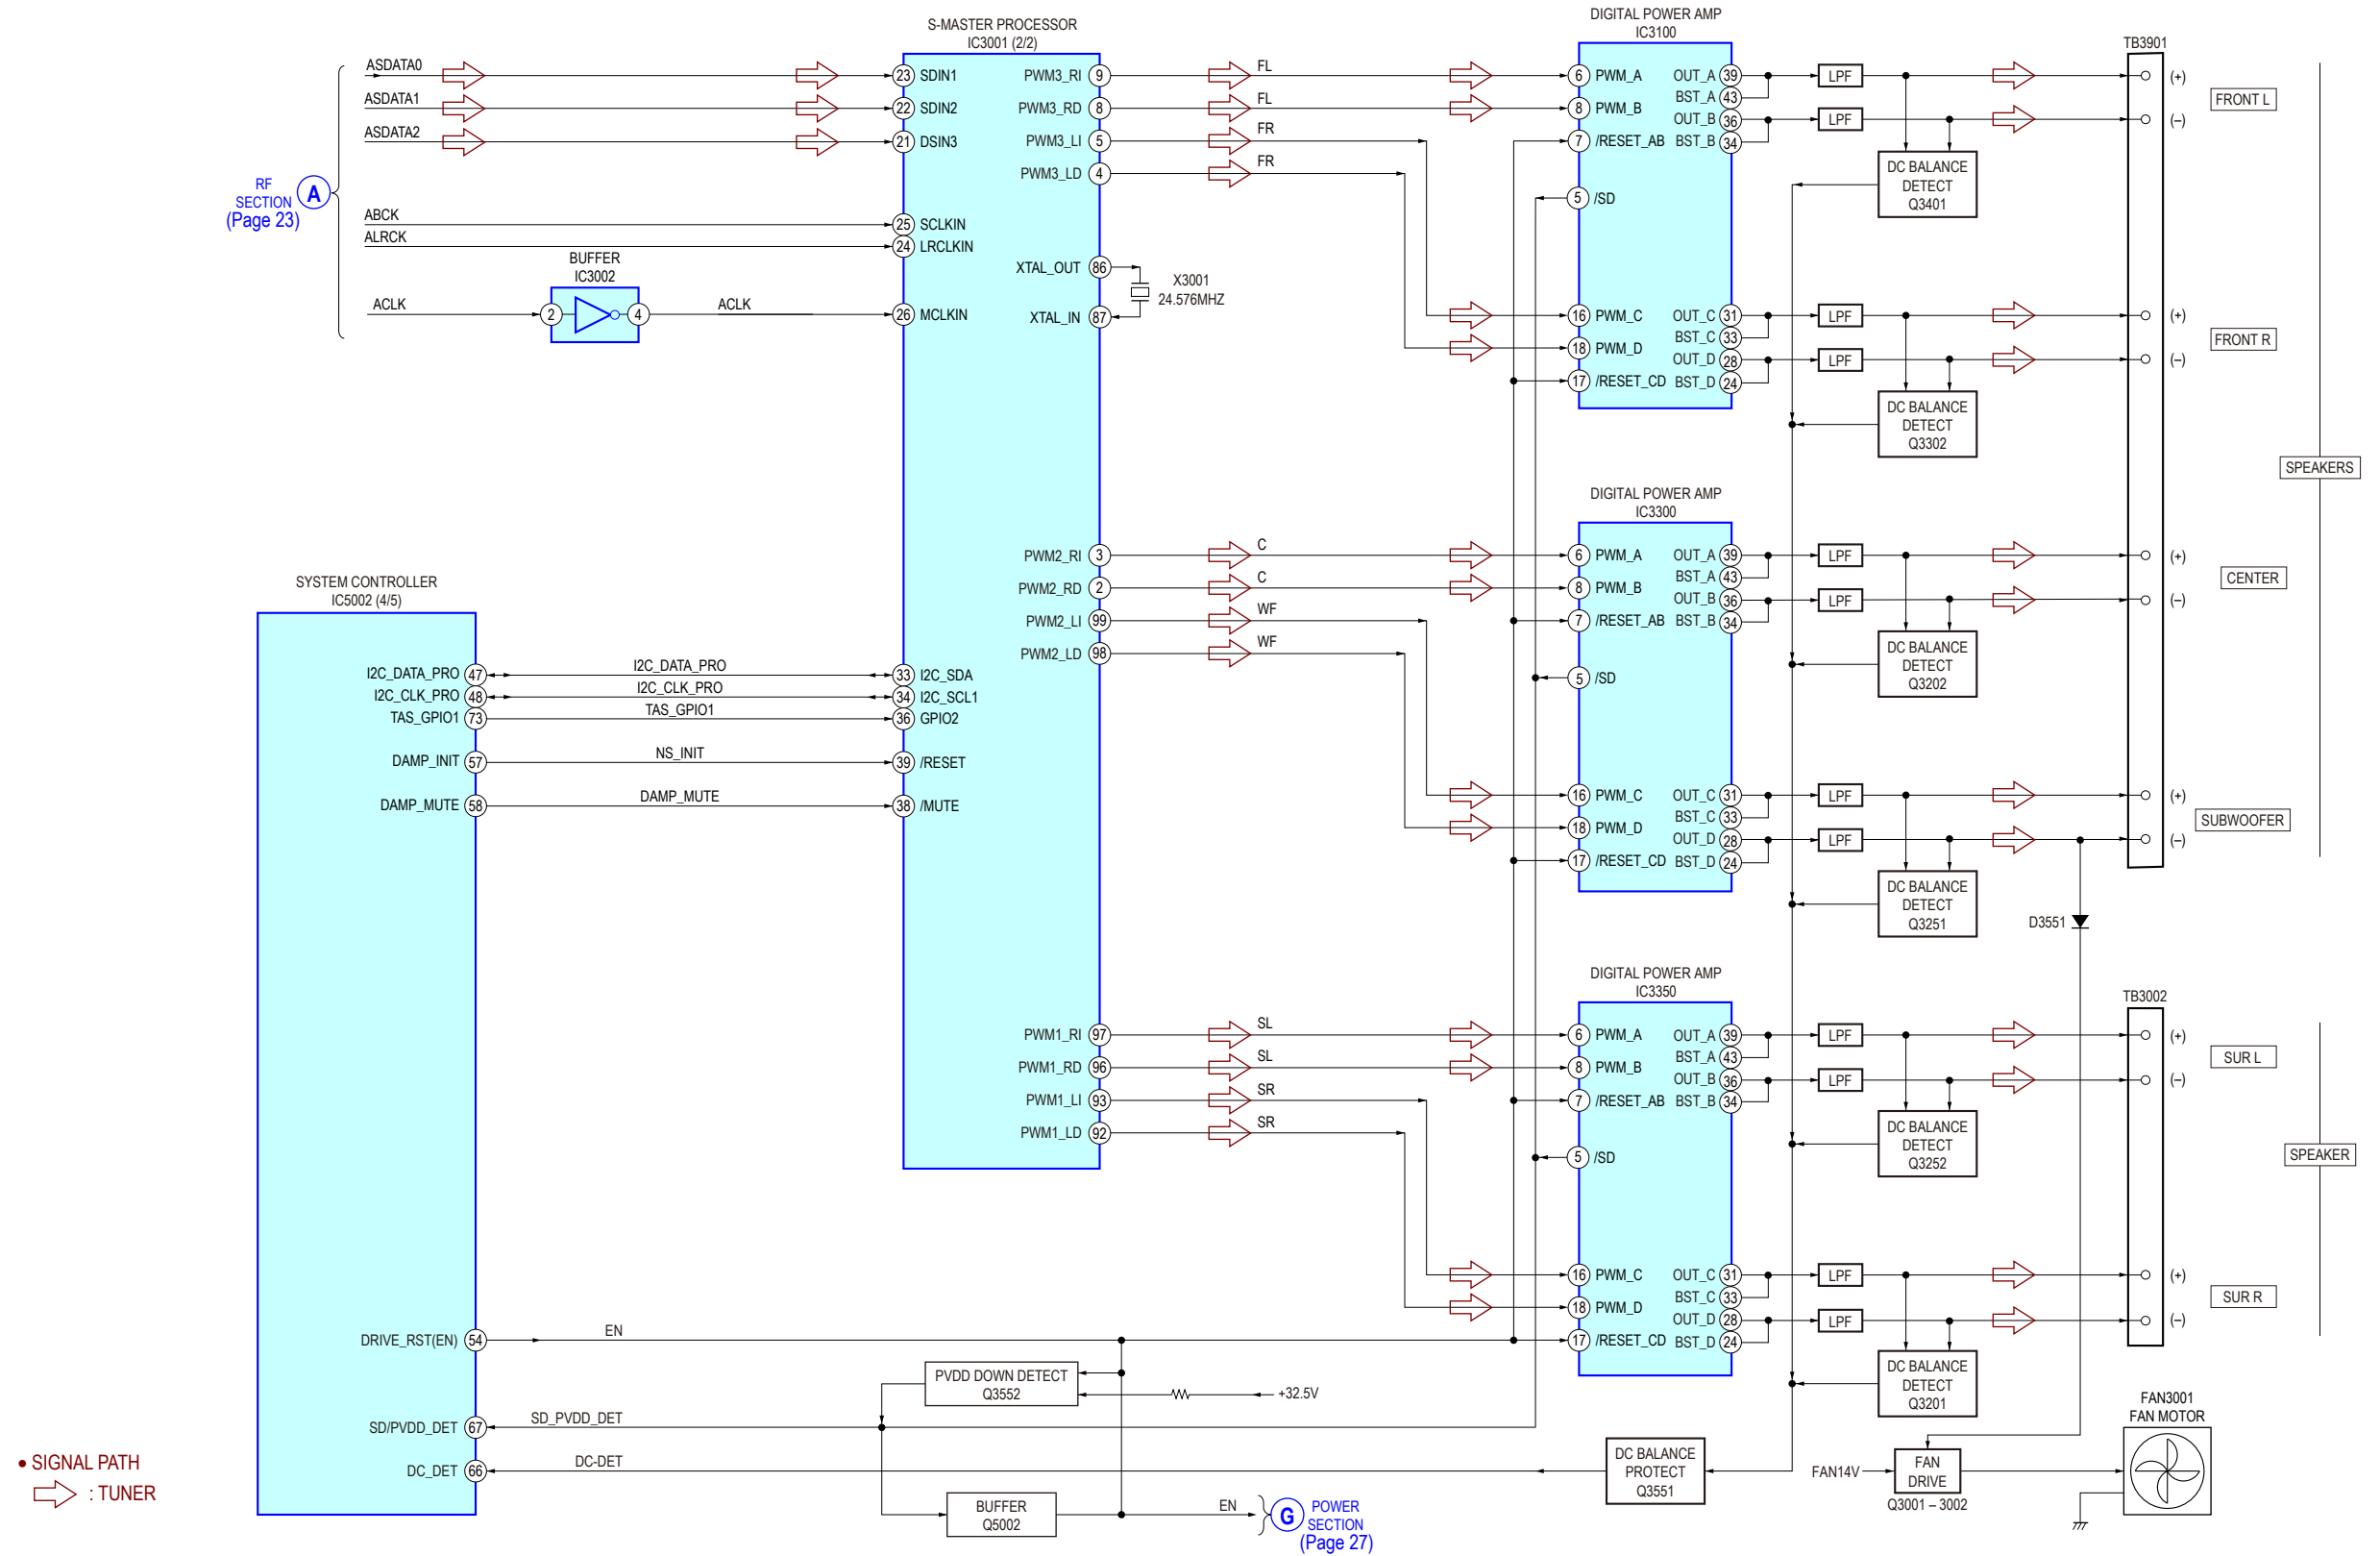 S-MASTER PROCESSOR
IC3001 (2/2)
ASDATA0
ASDATA1
ASDATA2
RF
SECTION
(Page 23)
A
ABCK
ALRCK
BUFFER
IC3002
ACLK
2
4
ACLK
23 SDIN1
22 SDIN2
21 DSIN3
25 SCLKIN
24 LRCLKIN
26 MCLKIN
33 I2C_SDA
34 I2C_SCL1
36 GPIO2
39 /RESET
38 /MUTE
PWM3_RI 9
PWM3_RD 8
PWM3_LI 5
PWM3_LD 4
XTAL_OUT 86
XTAL_IN 87
X3001
24.576MHZ
PWM2_RI 3
PWM2_RD 2
PWM2_LI 99
PWM2_LD 98
PWM1_RI 97
PWM1_RD 96
PWM1_LI 93
PWM1_LD 92
FL
FL
FR
FR
C
C
WF
WF
SL
SL
SR
SR
SYSTEM CONTROLLER
IC5002 (4/5)
I2C_DATA_PRO 47
I2C_CLK_PRO 48
TAS_GPIO1 73
DAMP_INIT 57
DAMP_MUTE 58
DRIVE_RST(EN) 54
SD/PVDD_DET 67
DC_DET 66
I2C_DATA_PRO
I2C_CLK_PRO
TAS_GPIO1
NS_INIT
DAMP_MUTE
EN
SD_PVDD_DET
DC-DET
PVDD DOWN DETECT
Q3552
+32.5V
BUFFER
Q5002
EN
G
POWER
SECTION
(Page 27)
DIGITAL POWER AMP
IC3100
6 PWM_A
8 PWM_B
7 /RESET_AB
5 /SD
16 PWM_C
18 PWM_D
17 /RESET_CD
OUT_A 39
BST_A 43
OUT_B 36
BST_B 34
OUT_C 31
BST_C 33
OUT_D 28
BST_D 24
LPF
LPF
DC BALANCE
DETECT
Q3401
LPF
LPF
DC BALANCE
DETECT
Q3302
DIGITAL POWER AMP
IC3300
6 PWM_A
8 PWM_B
7 /RESET_AB
5 /SD
16 PWM_C
18 PWM_D
17 /RESET_CD
OUT_A 39
BST_A 43
OUT_B 36
BST_B 34
OUT_C 31
BST_C 33
OUT_D 28
BST_D 24
LPF
LPF
DC BALANCE
DETECT
Q3202
LPF
LPF
DC BALANCE
DETECT
Q3251
D3551
DIGITAL POWER AMP
IC3350
6 PWM_A
8 PWM_B
7 /RESET_AB
5 /SD
16 PWM_C
18 PWM_D
17 /RESET_CD
OUT_A 39
BST_A 43
OUT_B 36
BST_B 34
OUT_C 31
BST_C 33
OUT_D 28
BST_D 24
LPF
LPF
DC BALANCE
DETECT
Q3252
LPF
LPF
DC BALANCE
DETECT
Q3201
TB3901
(+)
FRONT L
(–)
(+)
FRONT R
(–)
SPEAKERS
(+)
CENTER
(–)
(+)
SUBWOOFER
(–)
TB3002
(+)
SUR L
(–)
SPEAKER
(+)
SUR R
(–)
DC BALANCE
PROTECT
Q3551
FAN14V
FAN
DRIVE
Q3001 – 3002
FAN3001
FAN MOTOR
• SIGNAL PATH
: TUNER